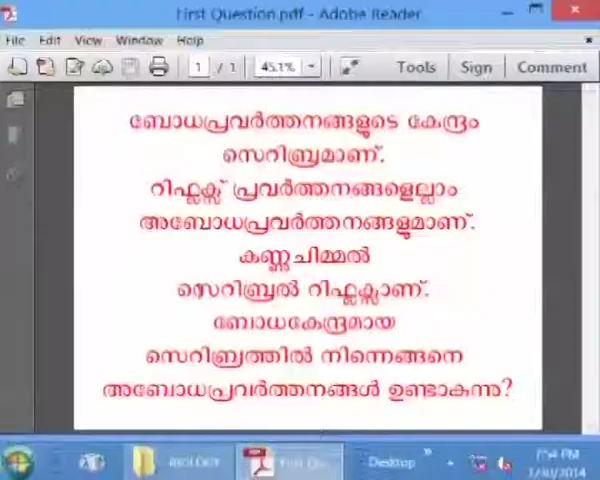 First Question.pdf - Adobe Reader
File Edit View Window Help
1 / 1 45.1% Tools Sign Comment
ബോധപ്രവർത്തനങ്ങളുടെ കേന്ദ്രം
സെറിബ്രമാണ്.
റിഫ്ലക്സ് പ്രവർത്തനങ്ങളെല്ലാം
അബോധപ്രവർത്തനങ്ങളുമാണ്.
കണ്ണുചിമ്മൽ
സെറിബ്രൽ റിഫ്ലക്സാണ്.
ബോധകേന്ദ്രമായ
സെറിബ്രത്തിൽ നിന്നെങ്ങനെ
അബോധപ്രവർത്തനങ്ങൾ ഉണ്ടാകുന്നു?
BIOLOGY Desktop